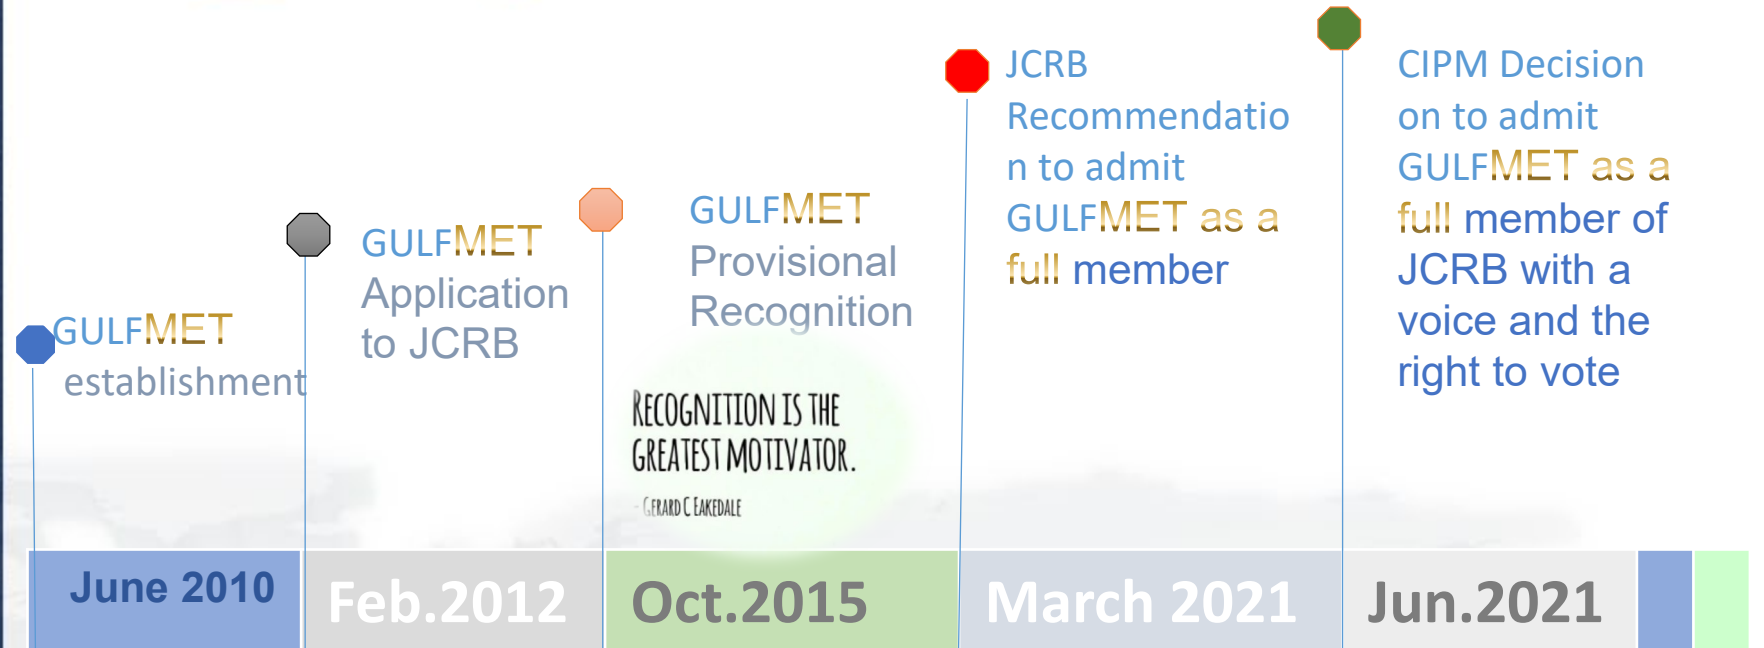 GULFMET
establishment
GULFMET
Application
to JCRB
GULFMET
Provisional
Recognition
RECOGNITION IS THE
GREATEST MOTIVATOR.
- GERARD C EAKEDALE
JCRB
Recommendatio
n to admit
GULFMET as a
full member
CIPM Decision
on to admit
GULFMET as a
full member of
JCRB with a
voice and the
right to vote
June 2010
Feb.2012
Oct.2015
March 2021
Jun.2021